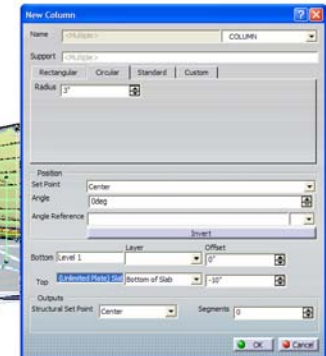 New Column
Name <Multiple> COLUMN
Support <Multiple>
Rectangular Circular Standard Custom
Radius 3"
Position
Set Point Center
Angle 0deg
Angle Reference
Invert
Layer Offset
Bottom Level 1 0"
Top (Unlimited Plate) Slab Bottom of Slab -10"
Outputs
Structural Set Point Center Segments 0
OK Cancel